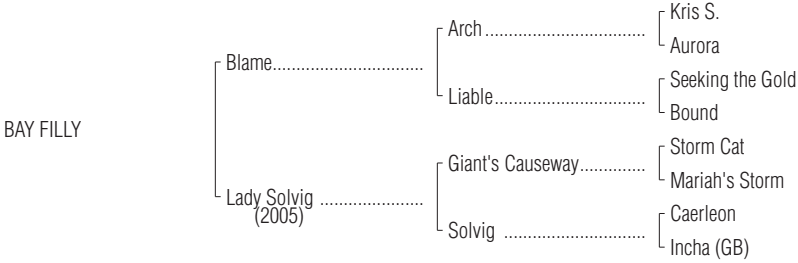 Kris S.
Arch
Aurora
Blame
Seeking the Gold
Liable
Bound
BAY FILLY
Storm Cat
Giant's Causeway
Mariah's Storm
Lady Solvig
(2005)
Caerleon
Solvig
Incha (GB)